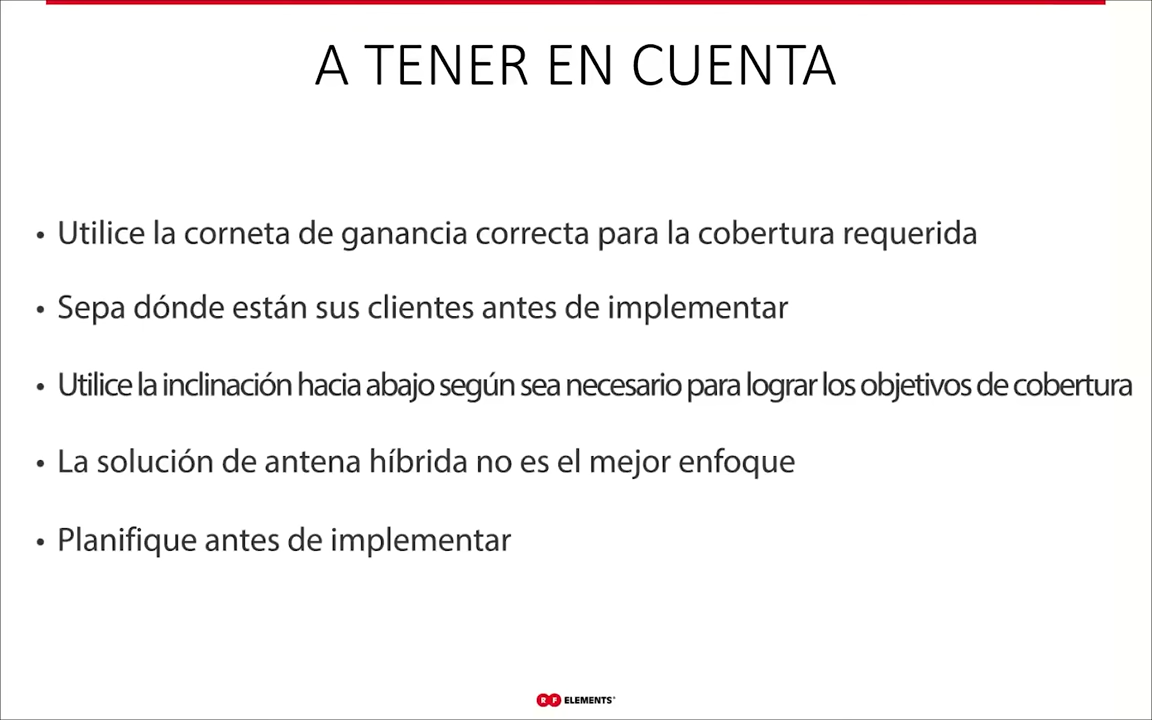 A TENER EN CUENTA
• Utilice la corneta de ganancia correcta para la cobertura requerida
• Sepa dónde están sus clientes antes de implementar
• Utilice la inclinación hacia abajo según sea necesario para lograr los objetivos de cobertura
• La solución de antena híbrida no es el mejor enfoque
• Planifique antes de implementar
RF ELEMENTS